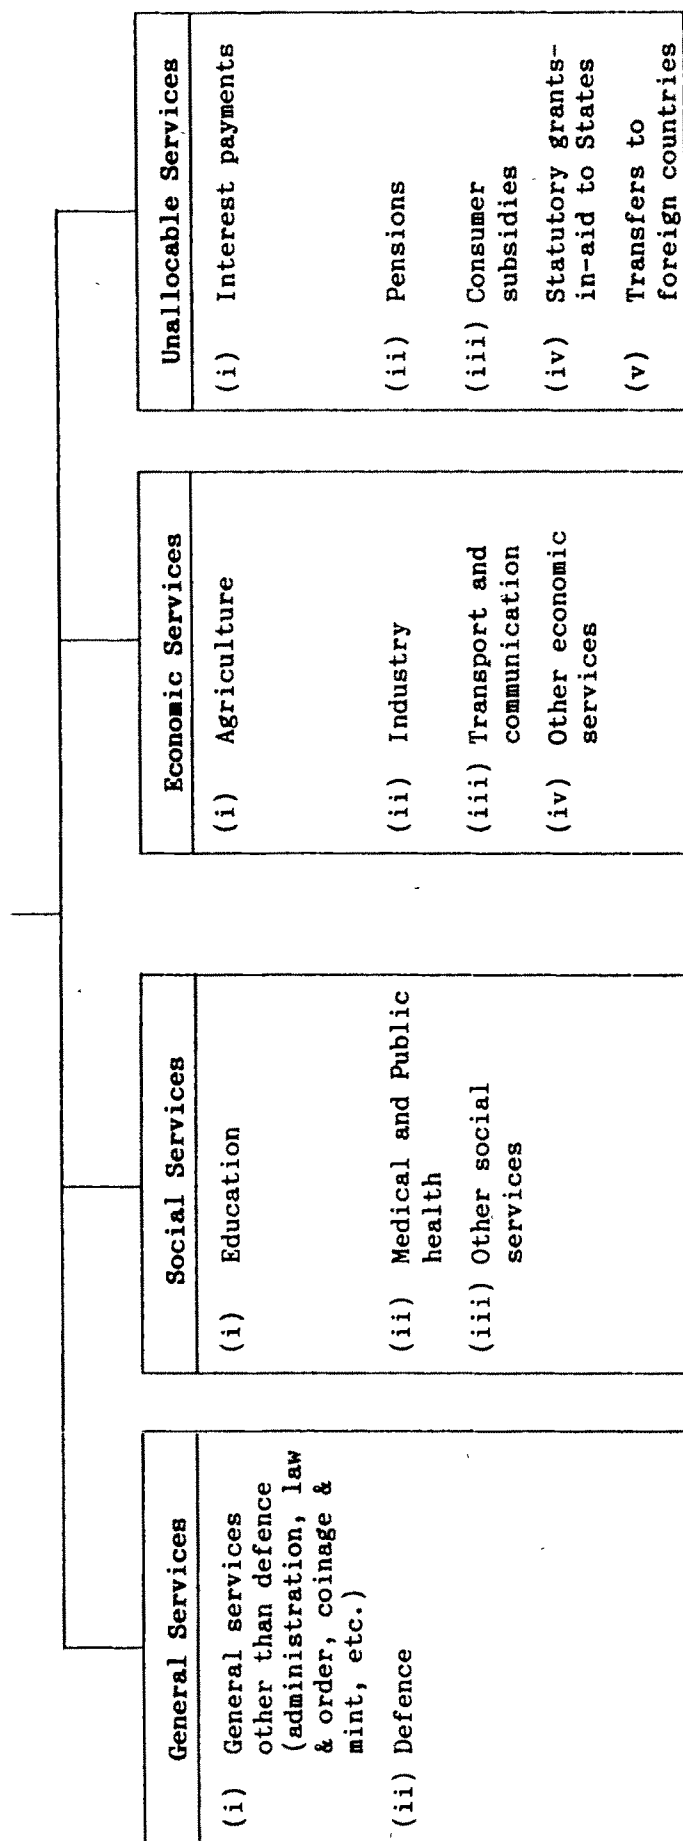 General Services
(i) General services
other than defence
(administration, law
& order, coinage &
mint, etc.)
(ii) Defence
Social Services
(i) Education
(ii) Medical and Public
health
(iii) Other social
services
Economic Services
(i) Agriculture
(ii) Industry
(iii) Transport and
communication
(iv) Other economic
services
Unallocable Services
(i) Interest payments
(ii) Pensions
(iii) Consumer
subsidies
(iv) Statutory grants-
in-aid to States
(v) Transfers to
foreign countries